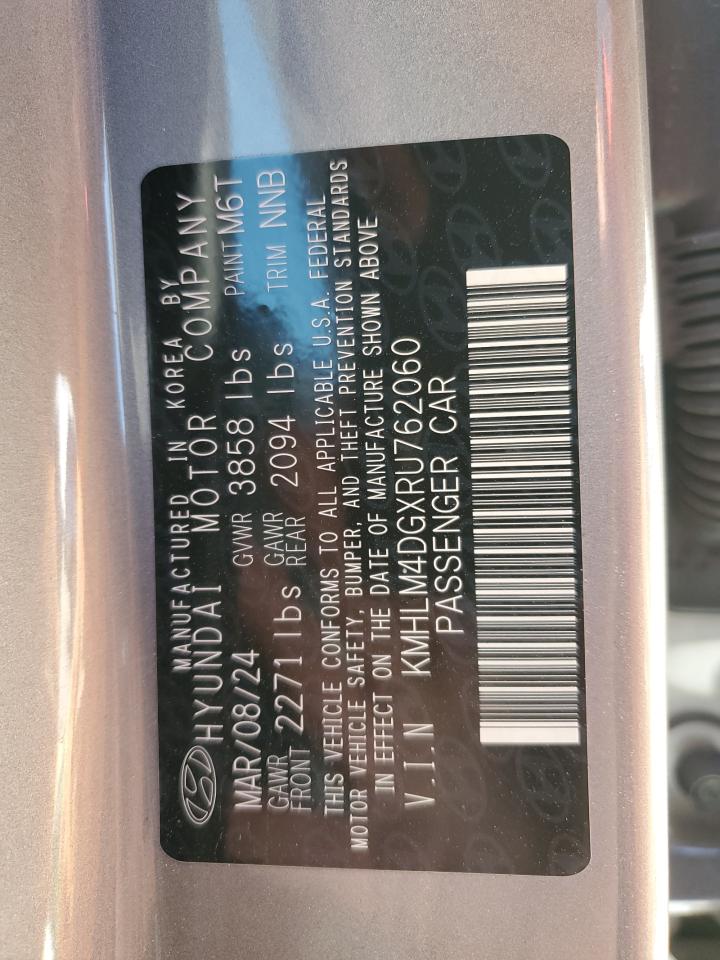 MANUFACTURED IN KOREA BY
HYUNDAI MOTOR COMPANY
MAR/08/24 GVWR 3858 lbs PAINT M6T
GAWR FRONT 2271 lbs GAWR REAR 2094 lbs TRIM NNB
THIS VEHICLE CONFORMS TO ALL APPLICABLE U.S.A. FEDERAL
MOTOR VEHICLE SAFETY, BUMPER, AND THEFT PREVENTION STANDARDS
IN EFFECT ON THE DATE OF MANUFACTURE SHOWN ABOVE
V.I.N KMHLM4DGXRU762060
PASSENGER CAR